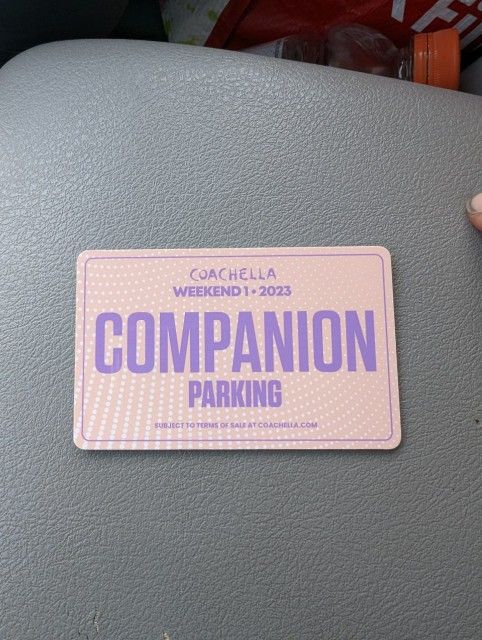 COACHELLA
WEEKEND 1 • 2023
COMPANION
PARKING
SUBJECT TO TERMS OF SALE AT COACHELLA.COM